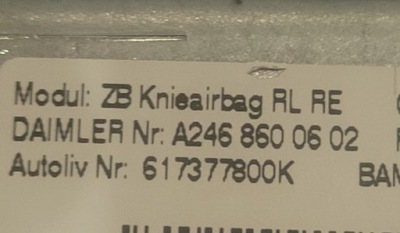 Modul: ZB Knieairbag RL RE
DAIMLER Nr: A246 860 06 02
Autoliv Nr: 617377800K